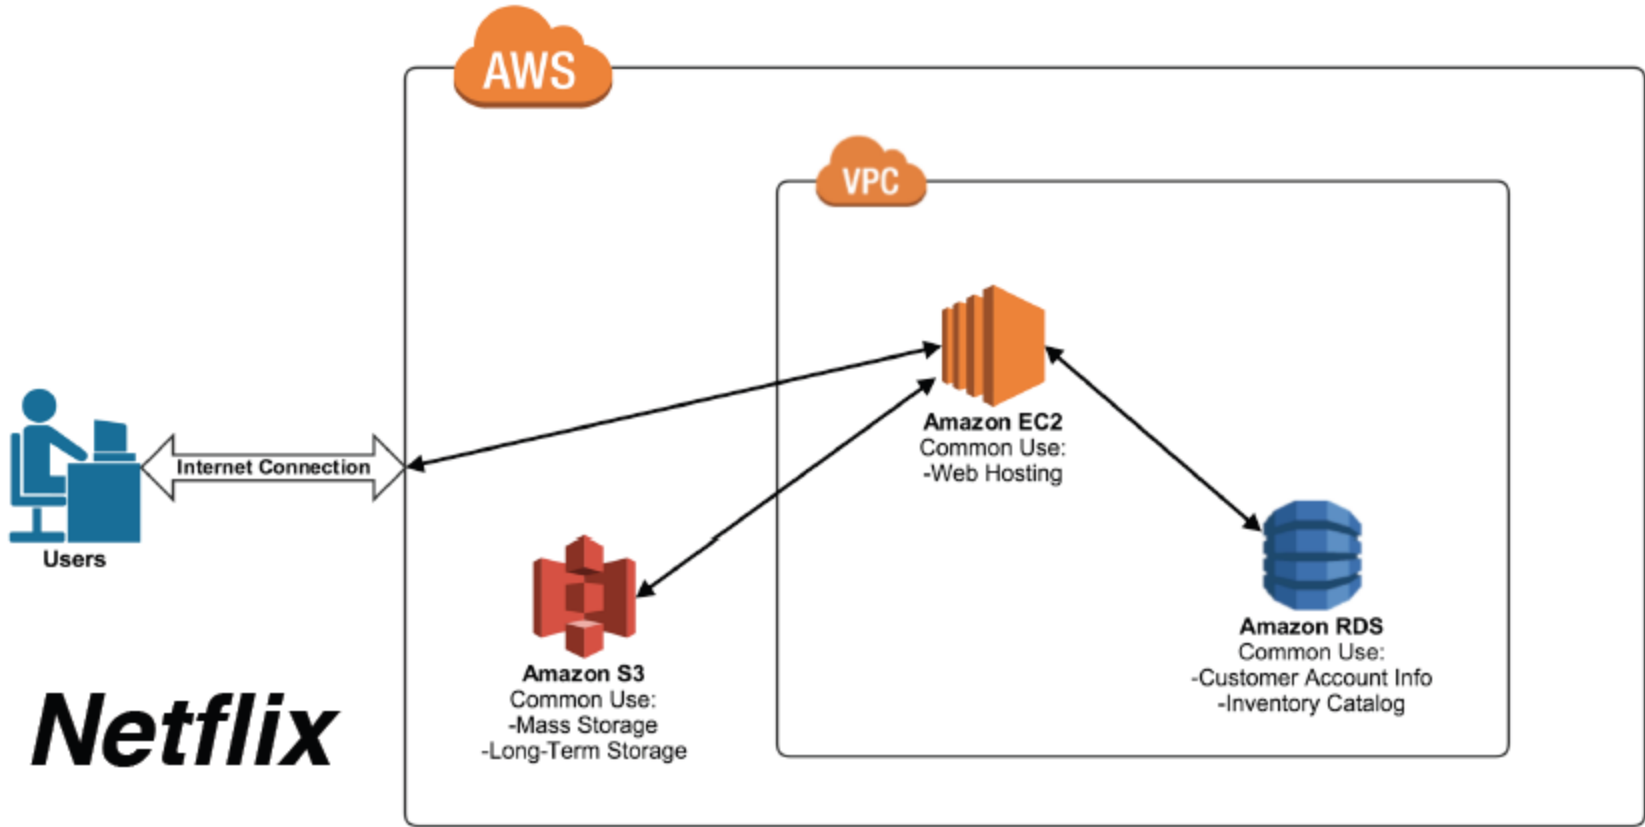 AWS
VPC
Amazon EC2
Common Use:
-Web Hosting
Internet Connection
Users
Amazon S3
Common Use:
-Mass Storage
-Long-Term Storage
Amazon RDS
Common Use:
-Customer Account Info
-Inventory Catalog
Netflix